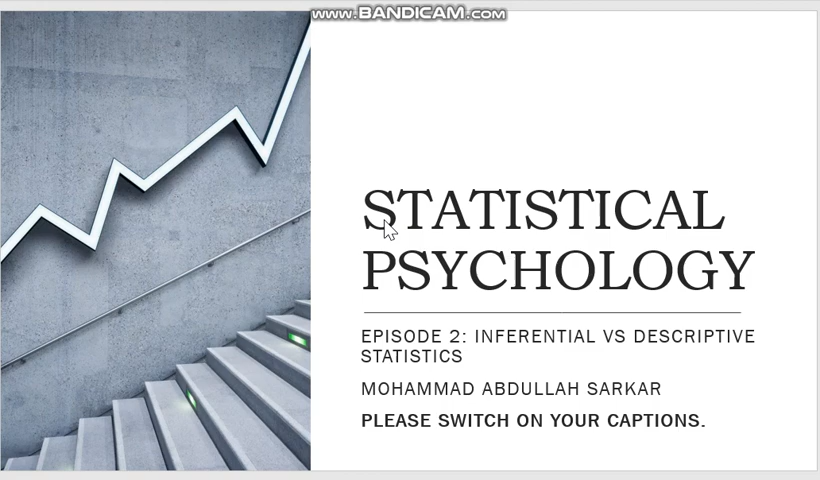 www.BANDICAM.com
STATISTICAL
PSYCHOLOGY
EPISODE 2: INFERENTIAL VS DESCRIPTIVE
STATISTICS
MOHAMMAD ABDULLAH SARKAR
PLEASE SWITCH ON YOUR CAPTIONS.